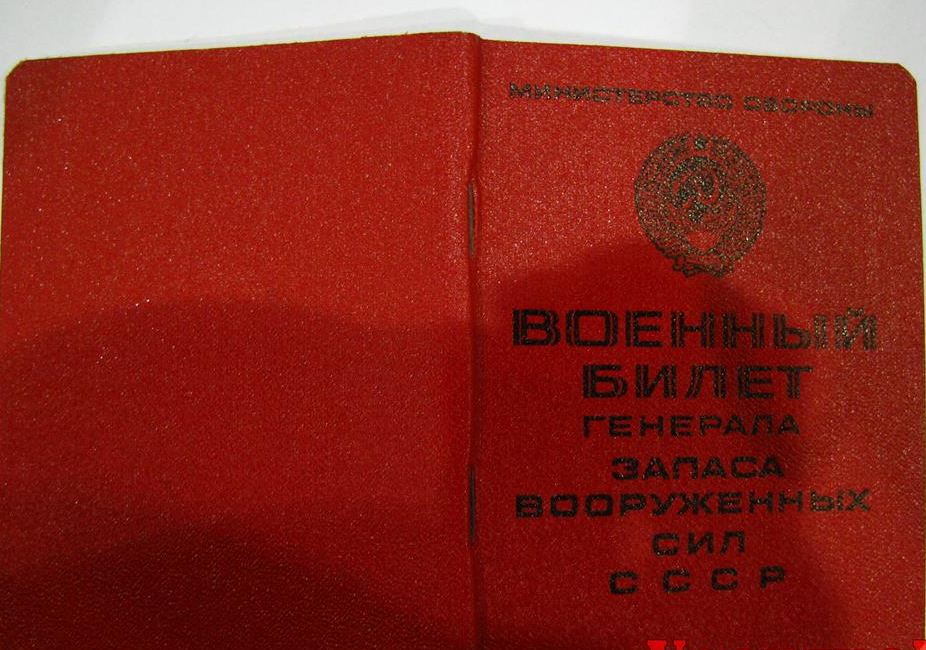 МИНИСТЕРСТВО ОБОРОНЫ
ВОЕННЫЙ
БИЛЕТ
ГЕНЕРАЛА
ЗАПАСА
ВООРУЖЕННЫХ
СИЛ
СССР